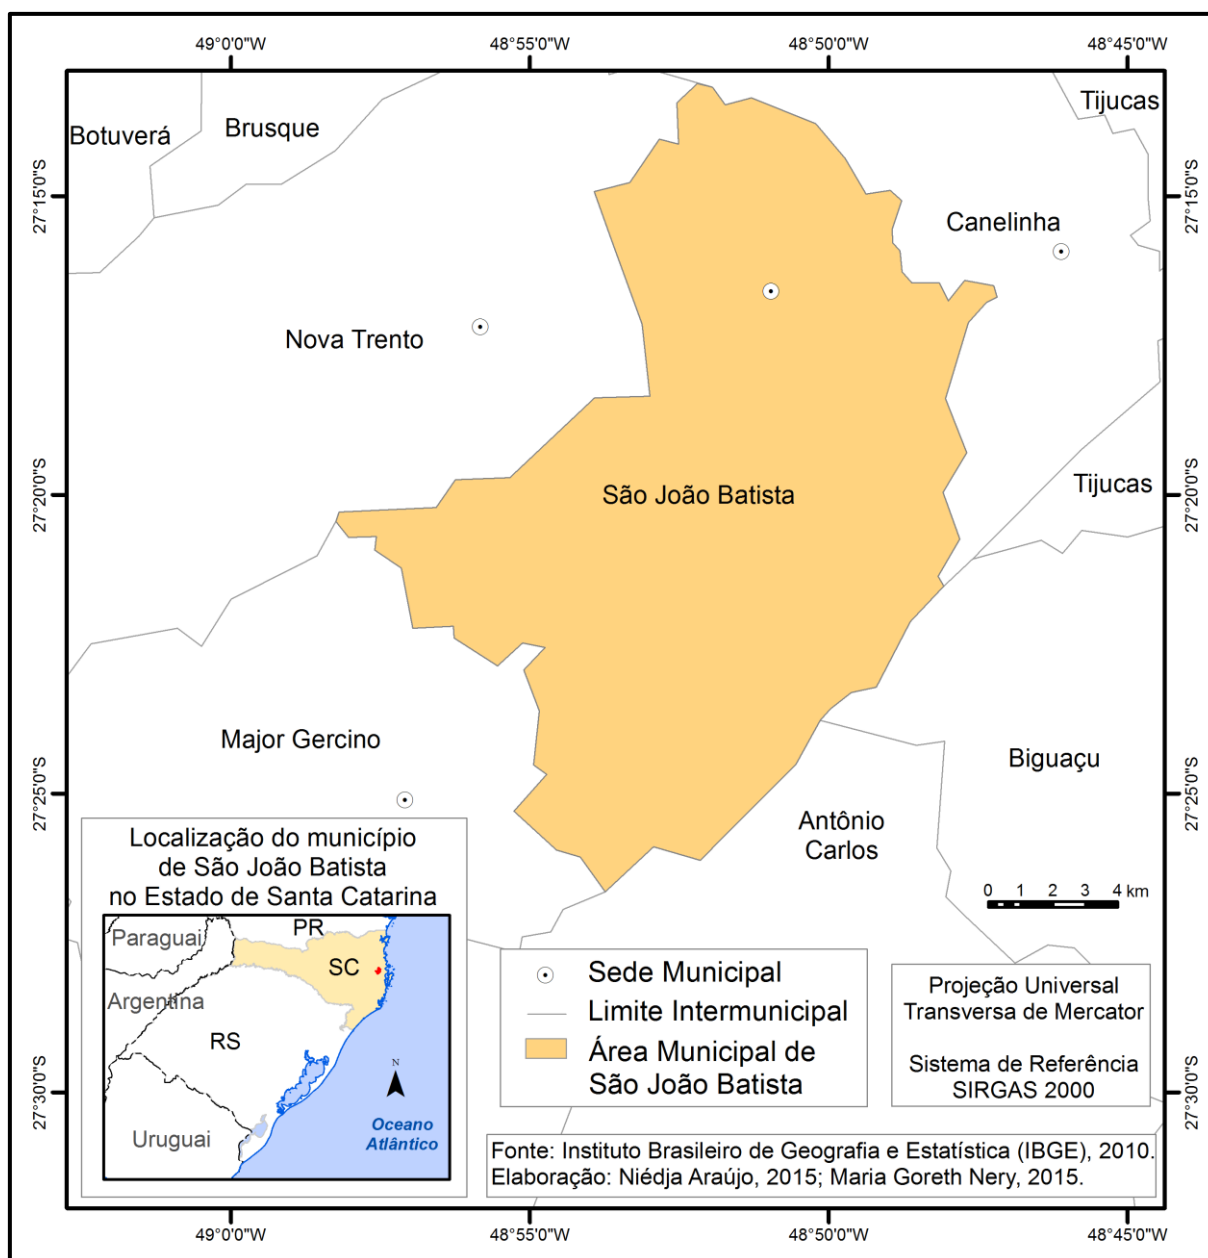 49°0'0"W
48°55'0"W
48°50'0"W
48°45'0"W
Tijucas
Botuverá
Brusque
27°15'0"S
27°15'0"S
Canelinha
Nova Trento
São João Batista
Tijucas
27°20'0"S
27°20'0"S
Major Gercino
Biguaçu
27°25'0"S
27°25'0"S
Antônio
Carlos
0 1 2 3 4 km
Localização do município
de São João Batista
no Estado de Santa Catarina
PR
Paraguai
SC
Argentina
RS
N
Uruguai
Oceano
Atlântico
Sede Municipal
Limite Intermunicipal
Área Municipal de
São João Batista
Projeção Universal
Transversa de Mercator
Sistema de Referência
SIRGAS 2000
27°30'0"S
27°30'0"S
Fonte: Instituto Brasileiro de Geografia e Estatística (IBGE), 2010.
Elaboração: Niédja Araújo, 2015; Maria Goreth Nery, 2015.
49°0'0"W
48°55'0"W
48°50'0"W
48°45'0"W